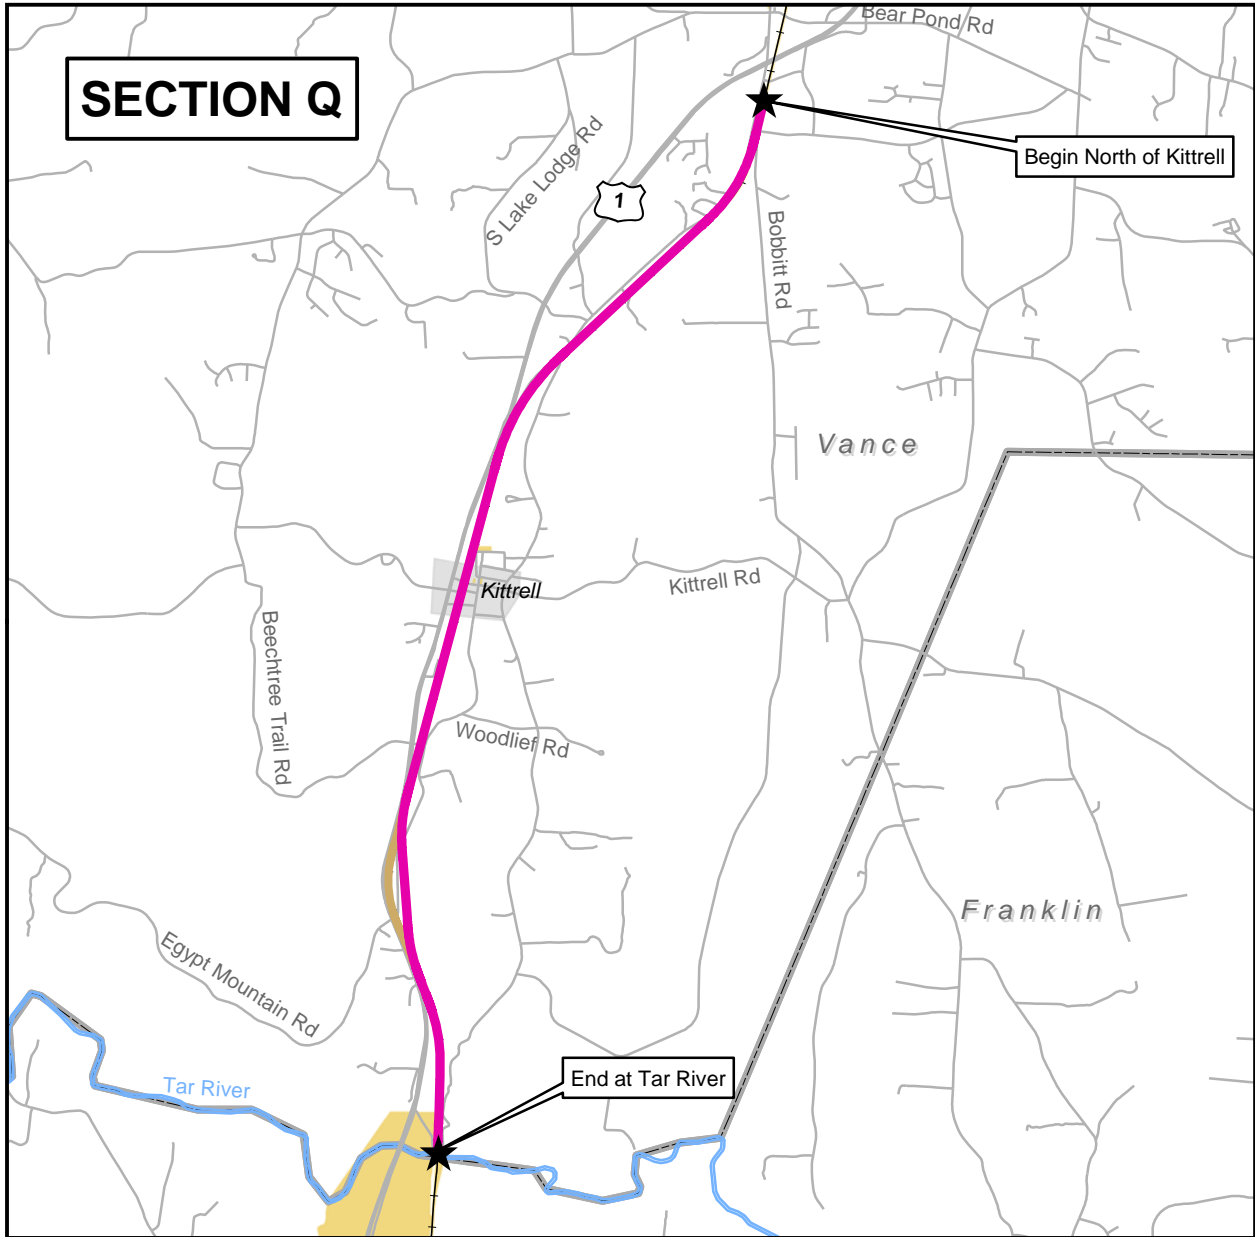 Bear Pond Rd
SECTION Q
S Lake Lodge Rd
Begin North of Kittrell
1
Bobbitt Rd
Vance
Kittrell
Kittrell Rd
Beechtree Trail Rd
Woodlief Rd
Franklin
Egypt Mountain Rd
Tar River
End at Tar River